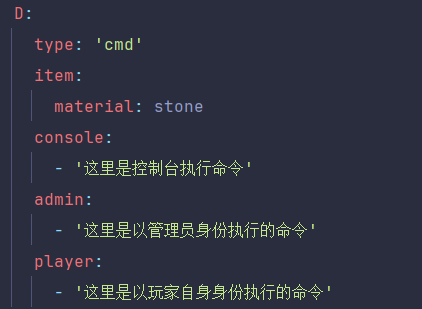 D:
  type: 'cmd'
  item:
    material: stone
  console:
    - '这里是控制台执行命令'
  admin:
    - '这里是以管理员身份执行的命令'
  player:
    - '这里是以玩家自身身份执行的命令'